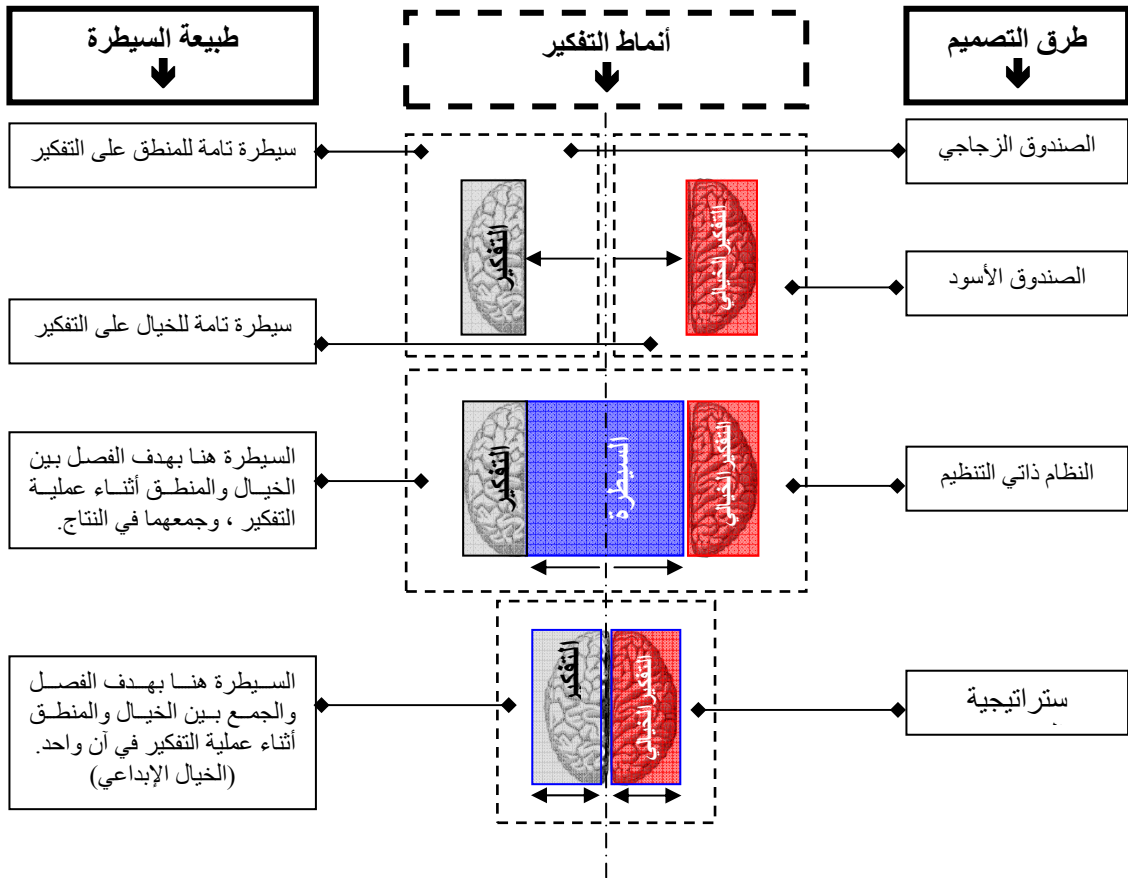 طرق التصميم
أنماط التفكير
طبيعة السيطرة
الصندوق الزجاجي
سيطرة تامة للمنطق على التفكير
التفكير الخيالي
التفكير
الصندوق الأسود
سيطرة تامة للخيال على التفكير
النظام ذاتي التنظيم
التفكير الخيالي
السيطرة
التفكير
السيطرة هنا بهدف الفصل بين
الخيال والمنطق أثناء عملية
التفكير ، وجمعهما في النتاج.
ستراتيجية
التفكير الخيالي
التفكير
السيطرة هنا بهدف الفصل
والجمع بين الخيال والمنطق
أثناء عملية التفكير في آن واحد.
(الخيال الإبداعي)